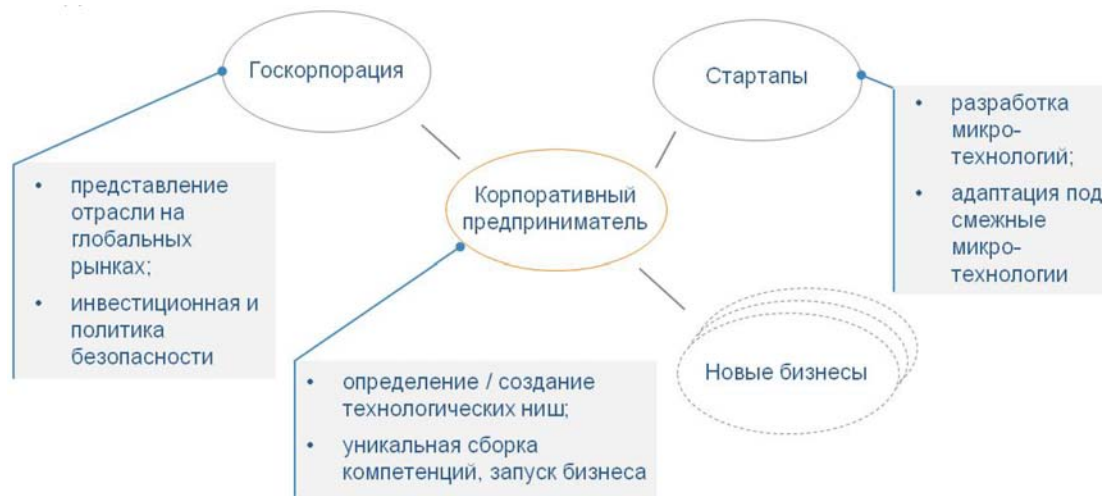 Госкорпорация
Стартапы
• разработка
микро-
технологий;
• адаптация под
смежные
микро-
технологии
Корпоративный
предприниматель
• представление
отрасли на
глобальных
рынках;
• инвестиционная и
политика
безопасности
Новые бизнесы
• определение / создание
технологических ниш;
• уникальная сборка
компетенций, запуск бизнеса